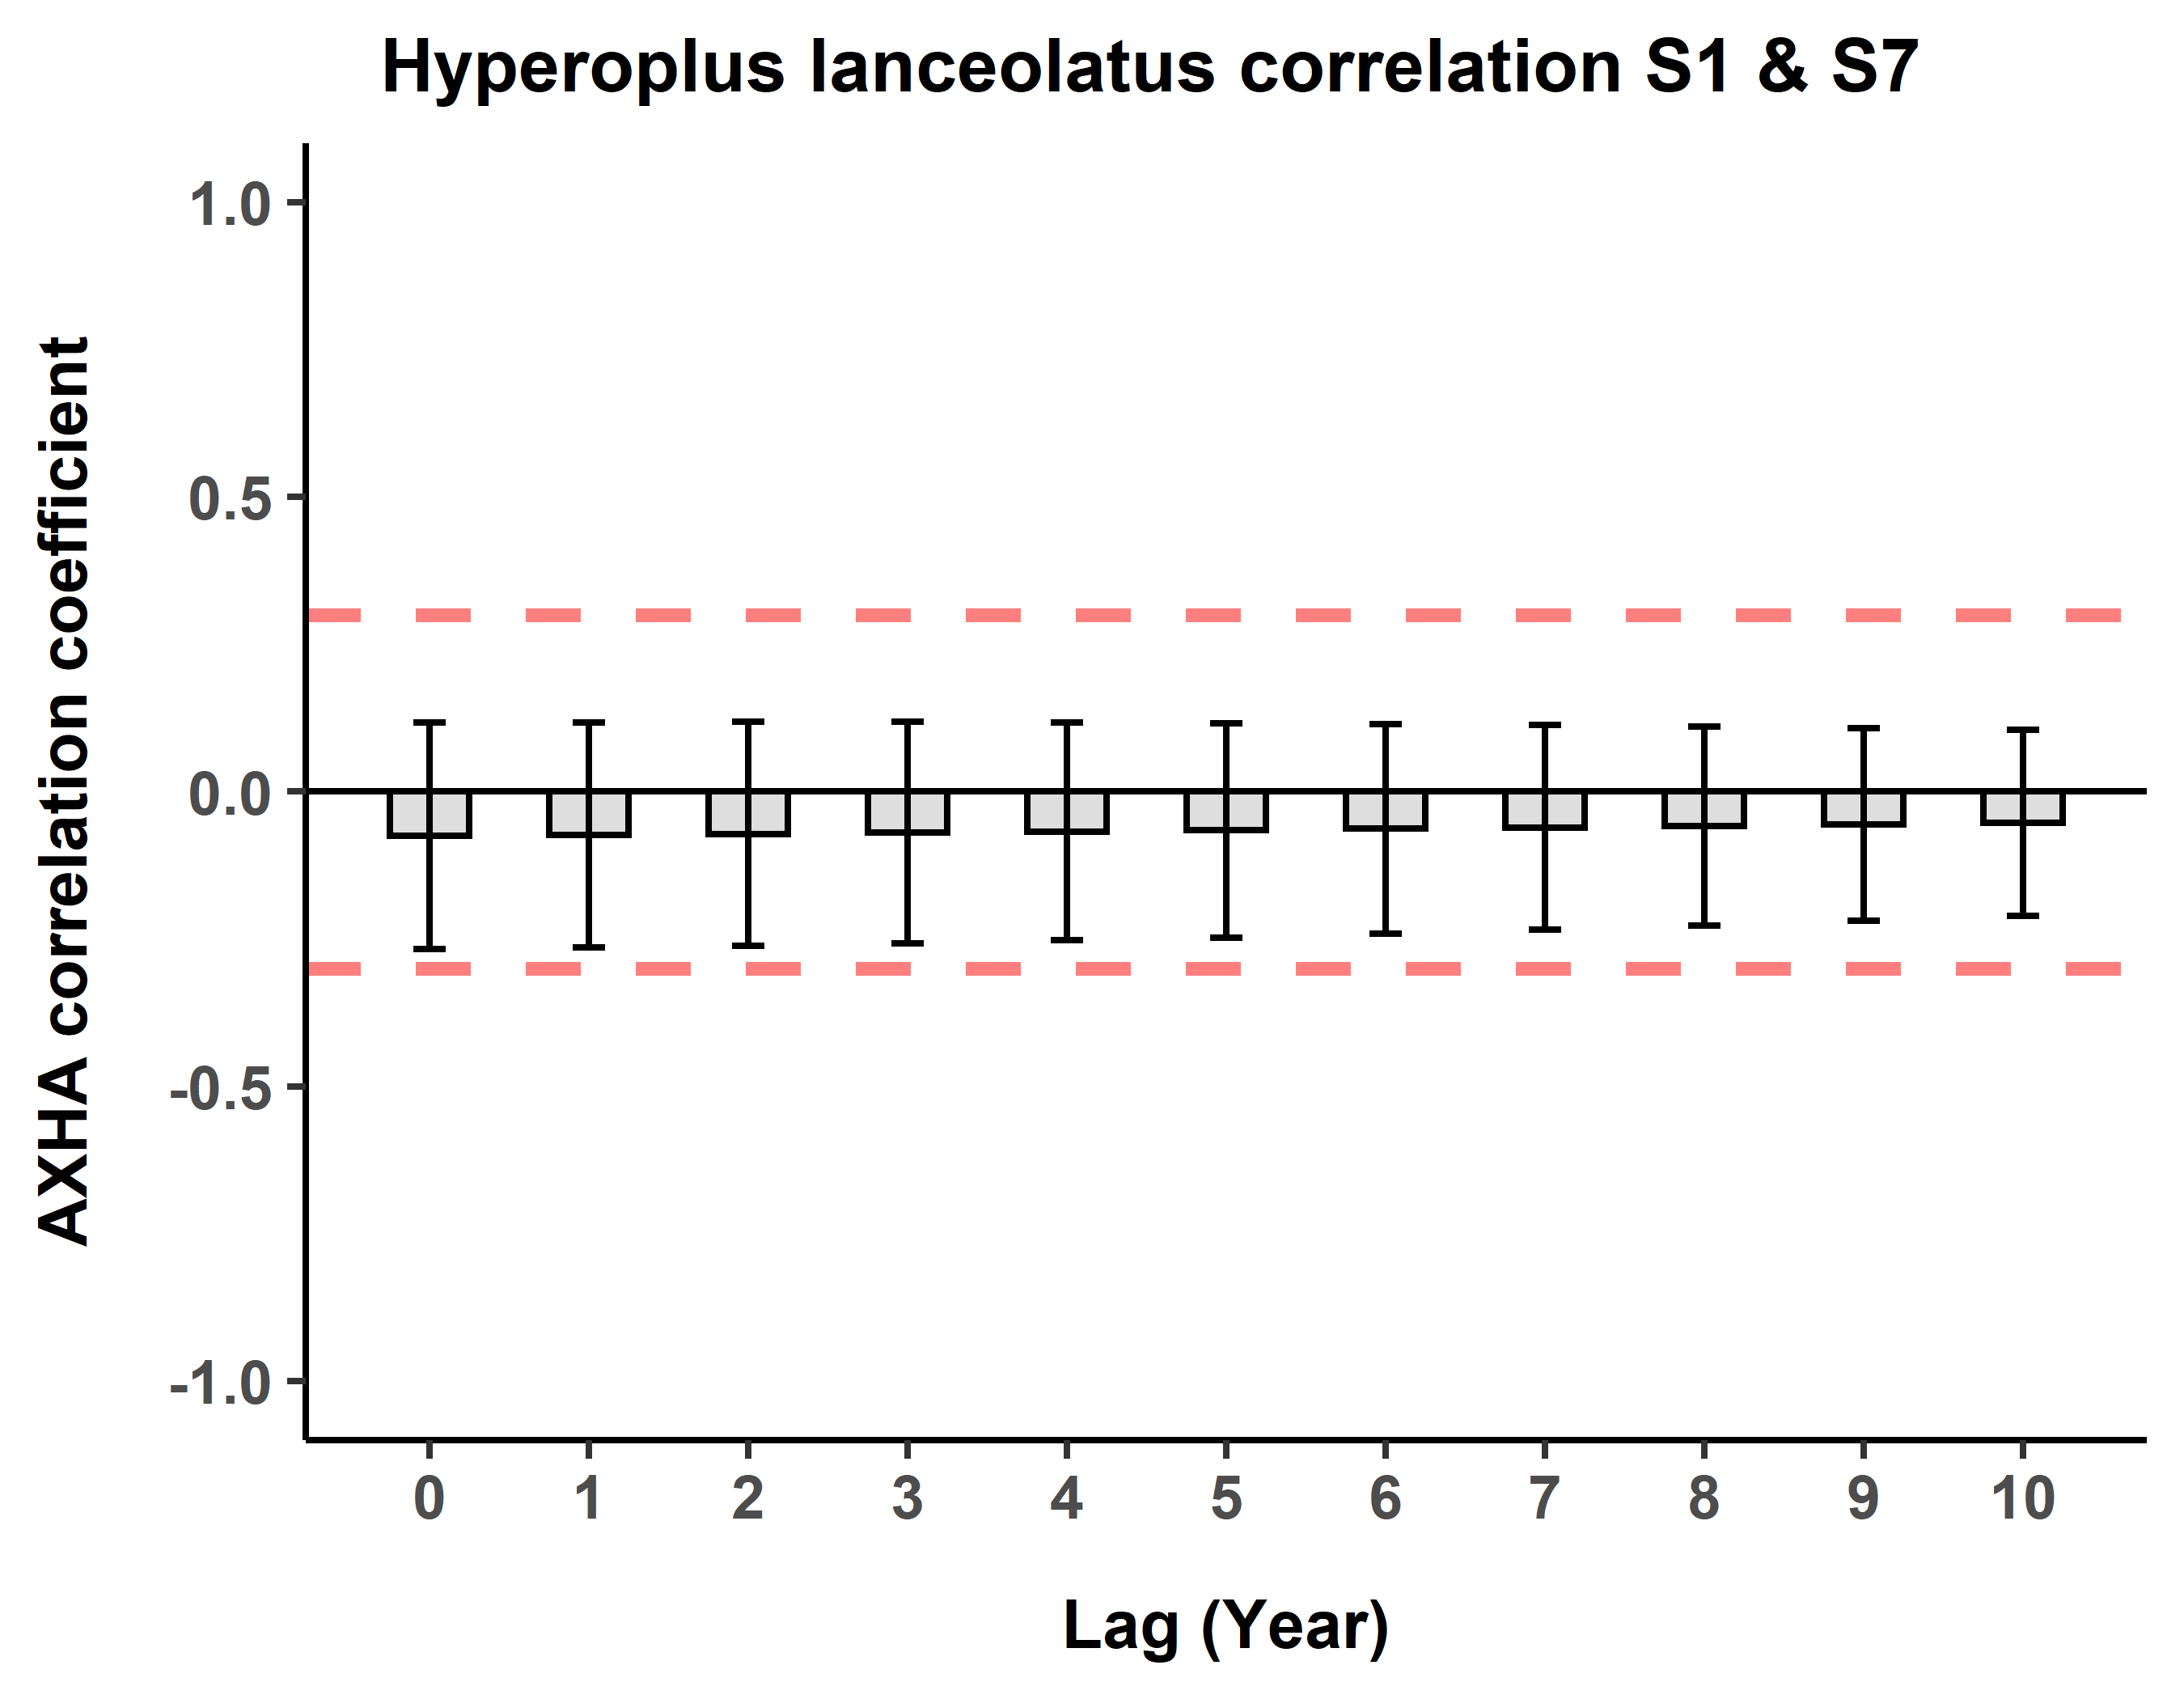 Hyperoplus lanceolatus correlation S1 & S7
AXHA correlation coefficient
1.0
0.5
0.0
-0.5
-1.0
0 1 2 3 4 5 6 7 8 9 10
Lag (Year)